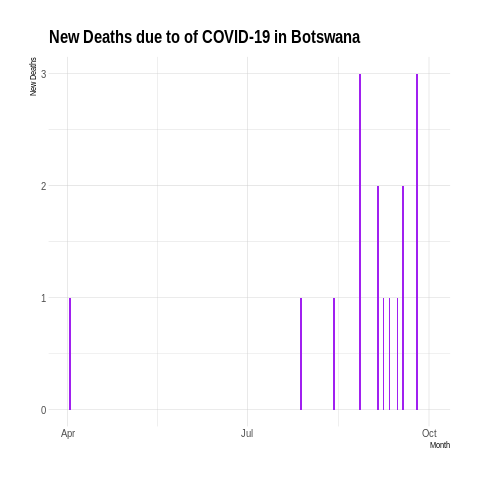 New Deaths due to of COVID-19 in Botswana
New Deaths
3
2
1
0
Apr
Jul
Oct
Month